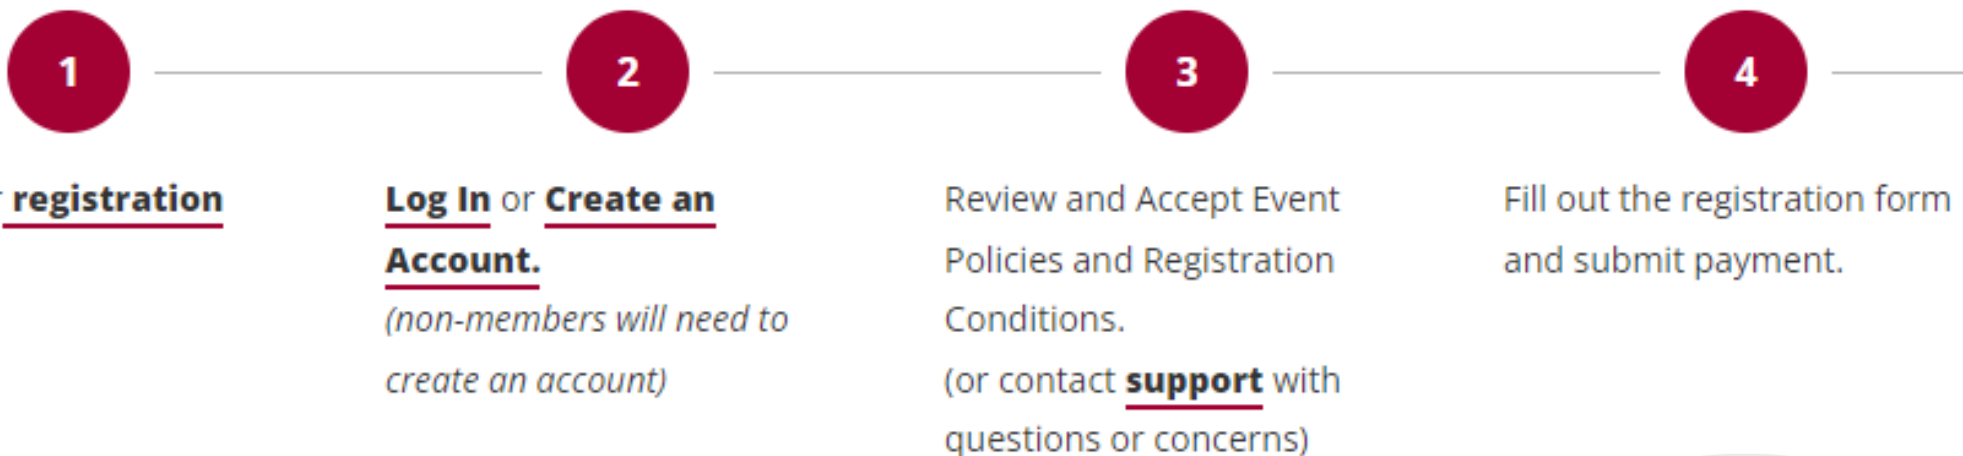 1
2
3
4
registration
Log In or Create an
Account.
(non-members will need to
create an account)
Review and Accept Event
Policies and Registration
Conditions.
(or contact support with
questions or concerns)
Fill out the registration form
and submit payment.